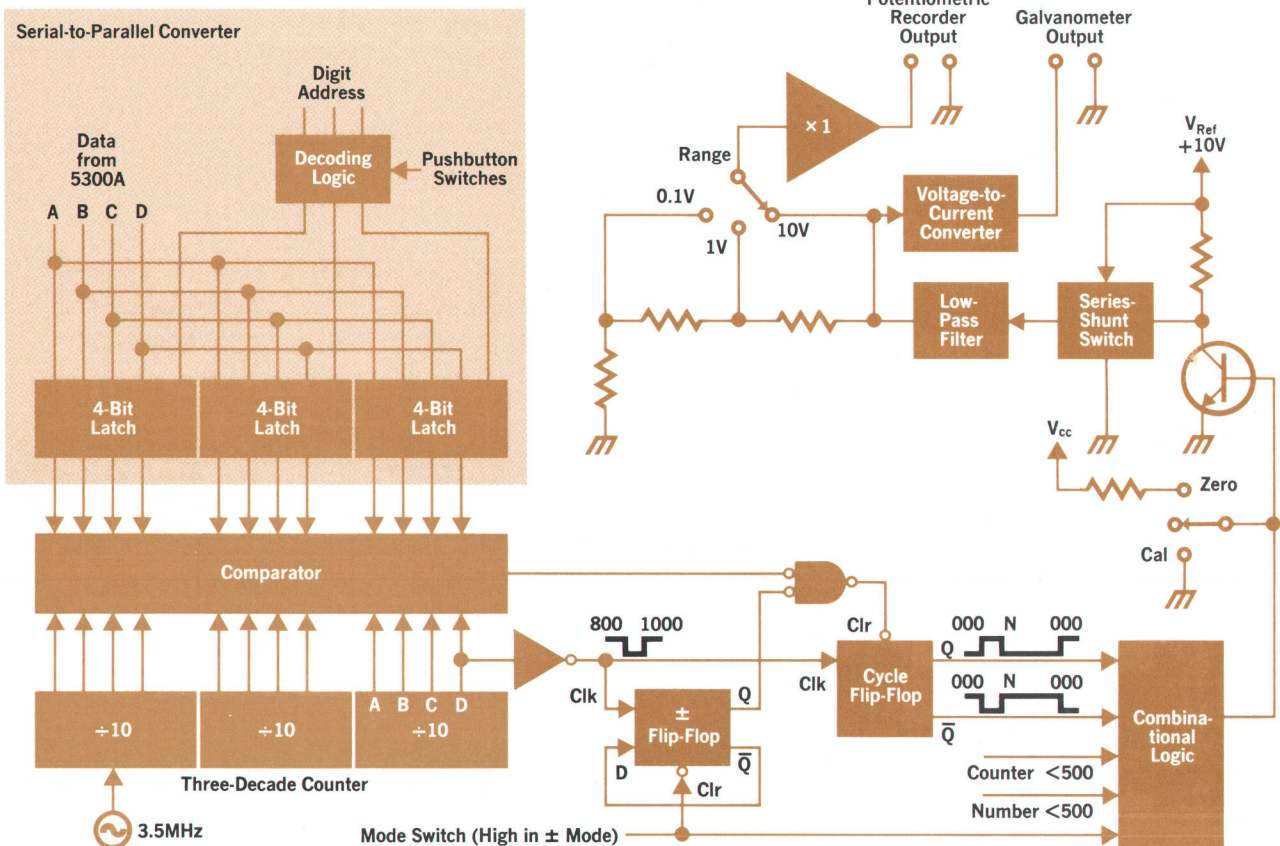 Serial-to-Parallel Converter
Digit
Address
Data
from
5300A
A B C D
Decoding
Logic
Pushbutton
Switches
4-Bit
Latch
4-Bit
Latch
4-Bit
Latch
Comparator
A B C D
÷10
÷10
÷10
Three-Decade Counter
3.5MHz
Potentiometric
Recorder
Output
Galvanometer
Output
× 1
Range
0.1V
1V
10V
Voltage-to-
Current
Converter
VRef
+10V
Low-
Pass
Filter
Series-
Shunt
Switch
Vcc
Zero
Cal
800 1000
Clk
Q
±
Flip-Flop
D
Q̅
Clr
Clr
Clk
Cycle
Flip-Flop
000 N 000
Q
000 N 000
Q̅
Counter <500
Number <500
Combina-
tional
Logic
Mode Switch (High in ± Mode)